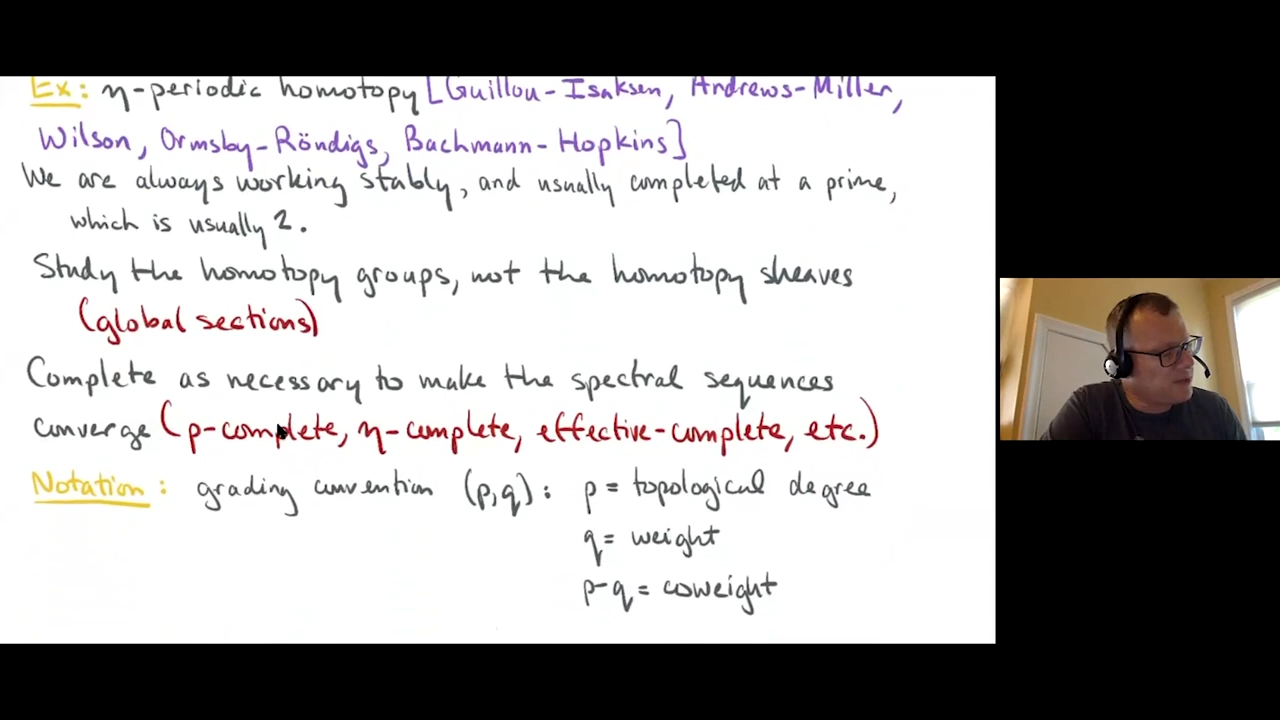 Ex: η-periodic homotopy [Guillou-Isaksen, Andrews-Miller,
Wilson, Ormsby-Röndigs, Bachmann-Hopkins]
We are always working stably, and usually completed at a prime,
which is usually 2.
Study the homotopy groups, not the homotopy sheaves
(global sections)
Complete as necessary to make the spectral sequences
converge (p-complete, η-complete, effective-complete, etc.)
Notation: grading convention (p,q): p = topological degree
q = weight
p-q = coweight